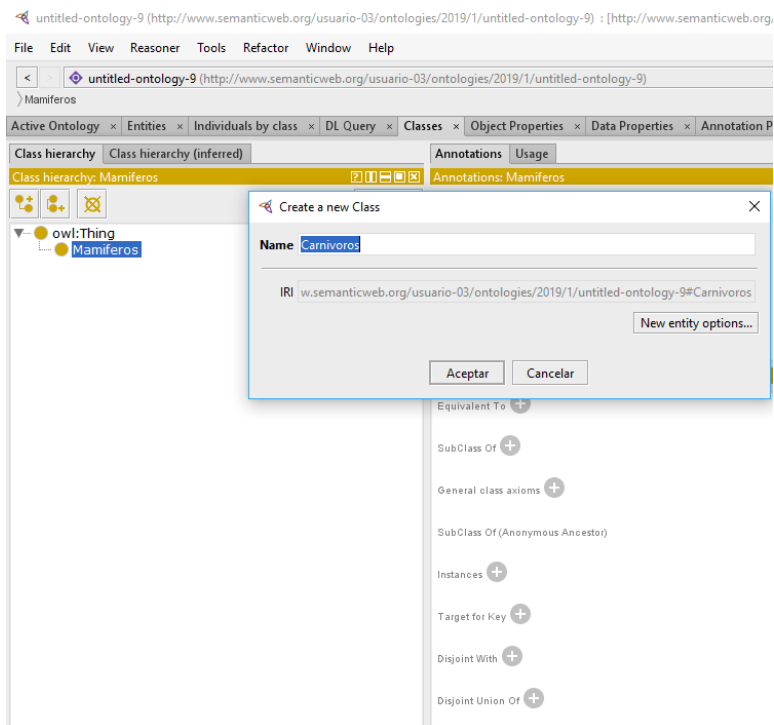 untitled-ontology-9 (http://www.semanticweb.org/usuario-03/ontologies/2019/1/untitled-ontology-9) : [http://www.semanticweb.org/
File Edit View Reasoner Tools Refactor Window Help
< > untitled-ontology-9 (http://www.semanticweb.org/usuario-03/ontologies/2019/1/untitled-ontology-9)
Mamiferos
Active Ontology × Entities × Individuals by class × DL Query × Classes × Object Properties × Data Properties × Annotation P
Class hierarchy Class hierarchy (inferred) Annotations Usage
Class hierarchy: Mamiferos Annotations: Mamiferos
Create a new Class
owl:Thing
Mamiferos
Name Carnivoros
IRI w.semanticweb.org/usuario-03/ontologies/2019/1/untitled-ontology-9#Carnivoros
New entity options...
Aceptar Cancelar
Equivalent To
SubClass Of
General class axioms
SubClass Of (Anonymous Ancestor)
Instances
Target for Key
Disjoint With
Disjoint Union Of